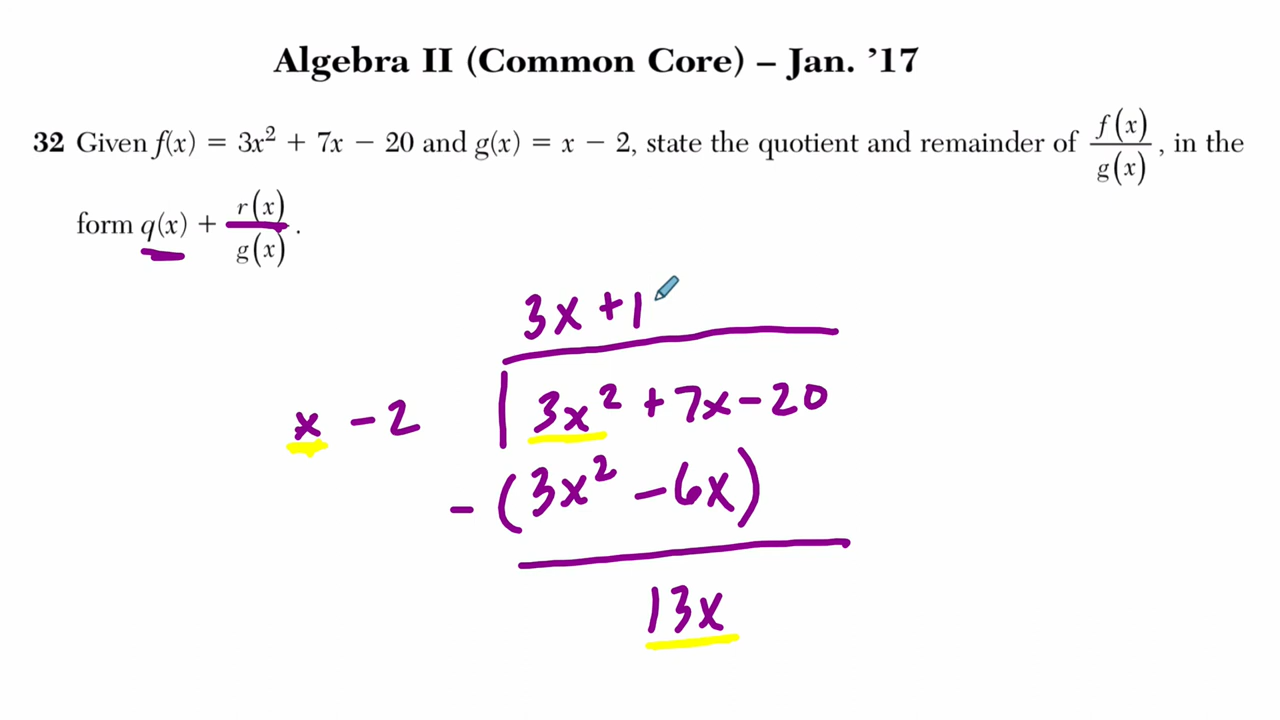 Algebra II (Common Core) – Jan. ’17
32 Given f(x) = 3x² + 7x − 20 and g(x) = x − 2, state the quotient and remainder of f(x)/g(x), in the
form q(x) + r(x)/g(x).
3x + 1
x - 2 | 3x² + 7x - 20
- (3x² - 6x)
13x